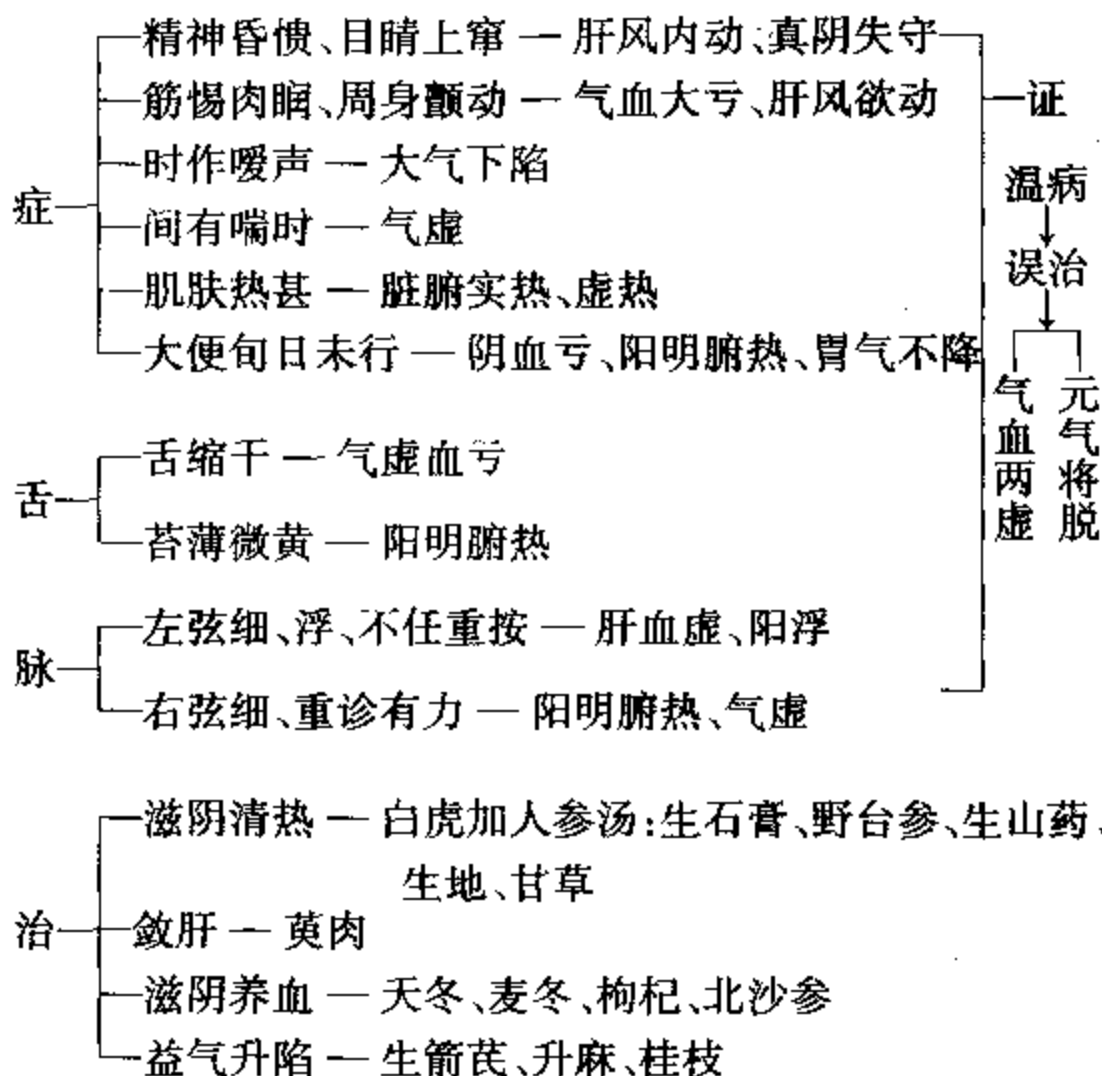 症
精神昏愦、目睛上窜 — 肝风内动、真阴失守
筋惕肉瞤、周身颤动 — 气血大亏、肝风欲动
时作嗳声 — 大气下陷
间有喘时 — 气虚
肌肤热甚 — 脏腑实热、虚热
大便旬日未行 — 阴血亏、阳明腑热、胃气不降
舌
舌缩干 — 气虚血亏
苔薄微黄 — 阳明腑热
脉
左弦细、浮、不任重按 — 肝血虚、阳浮
右弦细、重诊有力 — 阳明腑热、气虚
证
温病
误治
气血两虚
元气将脱
治
滋阴清热 — 白虎加人参汤:生石膏、野台参、生山药、
生地、甘草
敛肝 — 萸肉
滋阴养血 — 天冬、麦冬、枸杞、北沙参
益气升陷 — 生箭芪、升麻、桂枝